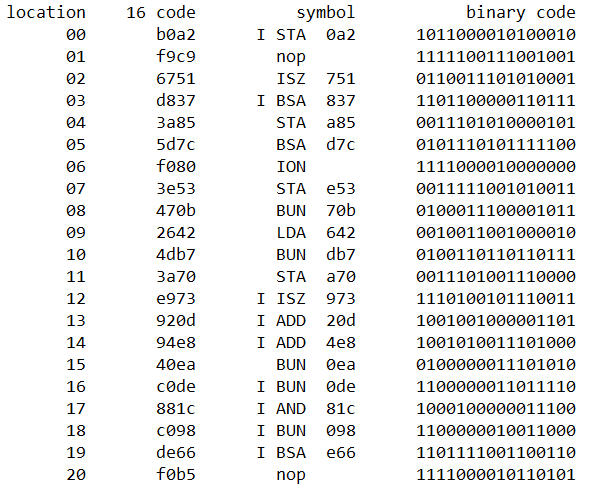 location 16 code symbol binary code
00 b0a2 I STA 0a2 1011000010100010
01 f9c9 nop 1111100111001001
02 6751 ISZ 751 0110011101010001
03 d837 I BSA 837 1101100000110111
04 3a85 STA a85 0011101010000101
05 5d7c BSA d7c 0101110101111100
06 f080 ION 1111000010000000
07 3e53 STA e53 0011111001010011
08 470b BUN 70b 0100011100001011
09 2642 LDA 642 0010011001000010
10 4db7 BUN db7 0100110110110111
11 3a70 STA a70 0011101001110000
12 e973 I ISZ 973 1110100101110011
13 920d I ADD 20d 1001001000001101
14 94e8 I ADD 4e8 1001010011101000
15 40ea BUN 0ea 0100000011101010
16 c0de I BUN 0de 1100000011011110
17 881c I AND 81c 1000100000011100
18 c098 I BUN 098 1100000010011000
19 de66 I BSA e66 1101111001100110
20 f0b5 nop 1111000010110101